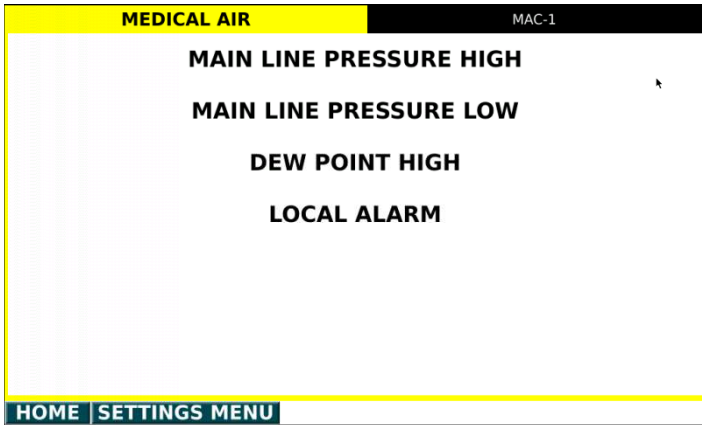 MEDICAL AIR
MAC-1
MAIN LINE PRESSURE HIGH
MAIN LINE PRESSURE LOW
DEW POINT HIGH
LOCAL ALARM
HOME
SETTINGS MENU